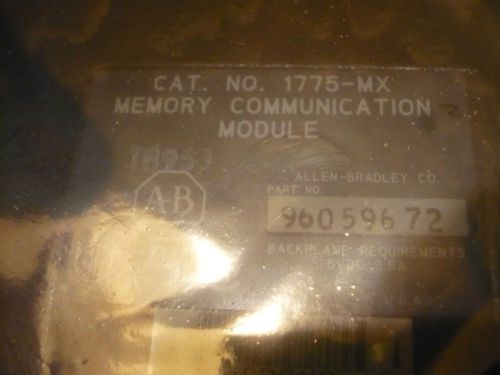 CAT. NO. 1775-MX
MEMORY COMMUNICATION
MODULE
AB
ALLEN-BRADLEY CO.
PART NO.
96059672
BACKPLANE REQUIREMENTS
U.S.A.